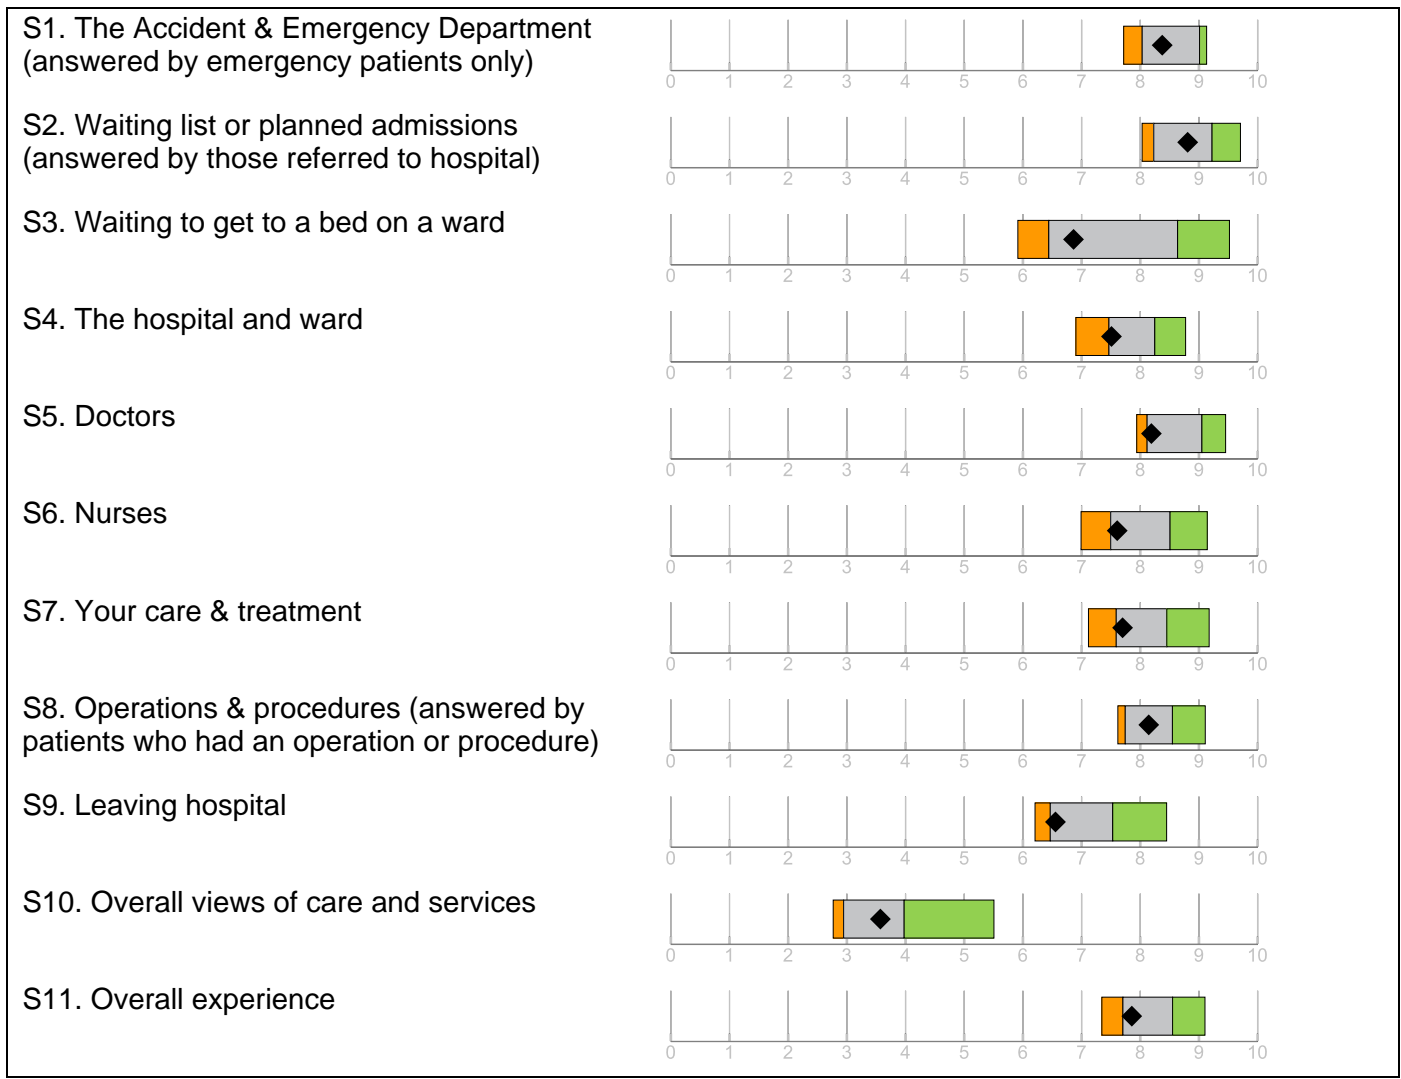 S1. The Accident & Emergency Department
(answered by emergency patients only)
0 1 2 3 4 5 6 7 8 9 10
S2. Waiting list or planned admissions
(answered by those referred to hospital)
0 1 2 3 4 5 6 7 8 9 10
S3. Waiting to get to a bed on a ward
0 1 2 3 4 5 6 7 8 9 10
S4. The hospital and ward
0 1 2 3 4 5 6 7 8 9 10
S5. Doctors
0 1 2 3 4 5 6 7 8 9 10
S6. Nurses
0 1 2 3 4 5 6 7 8 9 10
S7. Your care & treatment
0 1 2 3 4 5 6 7 8 9 10
S8. Operations & procedures (answered by
patients who had an operation or procedure)
0 1 2 3 4 5 6 7 8 9 10
S9. Leaving hospital
0 1 2 3 4 5 6 7 8 9 10
S10. Overall views of care and services
0 1 2 3 4 5 6 7 8 9 10
S11. Overall experience
0 1 2 3 4 5 6 7 8 9 10